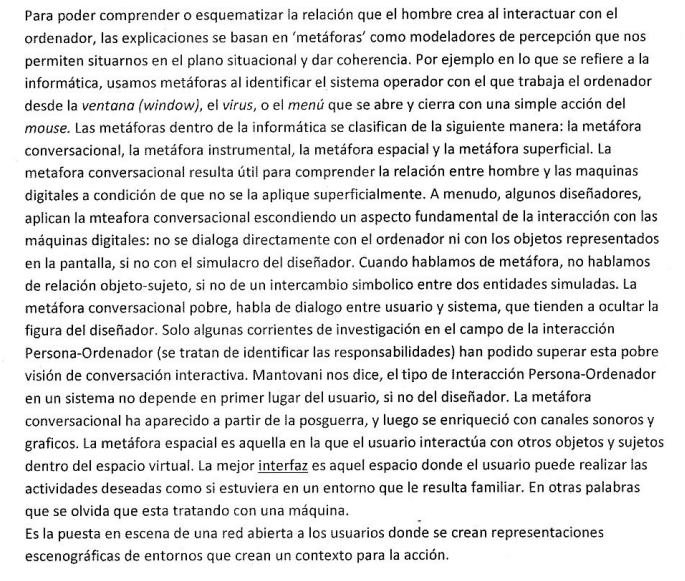 Para poder comprender o esquematizar la relación que el hombre crea al interactuar con el
ordenador, las explicaciones se basan en ‘metáforas’ como modeladores de percepción que nos
permiten situarnos en el plano situacional y dar coherencia. Por ejemplo en lo que se refiere a la
informática, usamos metáforas al identificar el sistema operador con el que trabaja el ordenador
desde la ventana (window), el virus, o el menú que se abre y cierra con una simple acción del
mouse. Las metáforas dentro de la informática se clasifican de la siguiente manera: la metáfora
conversacional, la metáfora instrumental, la metáfora espacial y la metáfora superficial. La
metafora conversacional resulta útil para comprender la relación entre hombre y las maquinas
digitales a condición de que no se la aplique superficialmente. A menudo, algunos diseñadores,
aplican la mteafora conversacional escondiendo un aspecto fundamental de la interacción con las
máquinas digitales: no se dialoga directamente con el ordenador ni con los objetos representados
en la pantalla, si no con el simulacro del diseñador. Cuando hablamos de metáfora, no hablamos
de relación objeto-sujeto, si no de un intercambio simbolico entre dos entidades simuladas. La
metáfora conversacional pobre, habla de dialogo entre usuario y sistema, que tienden a ocultar la
figura del diseñador. Solo algunas corrientes de investigación en el campo de la interacción
Persona-Ordenador (se tratan de identificar las responsabilidades) han podido superar esta pobre
visión de conversación interactiva. Mantovani nos dice, el tipo de Interacción Persona-Ordenador
en un sistema no depende en primer lugar del usuario, si no del diseñador. La metáfora
conversacional ha aparecido a partir de la posguerra, y luego se enriqueció con canales sonoros y
graficos. La metáfora espacial es aquella en la que el usuario interactúa con otros objetos y sujetos
dentro del espacio virtual. La mejor interfaz es aquel espacio donde el usuario puede realizar las
actividades deseadas como si estuviera en un entorno que le resulta familiar. En otras palabras
que se olvida que esta tratando con una máquina.
Es la puesta en escena de una red abierta a los usuarios donde se crean representaciones
escenográficas de entornos que crean un contexto para la acción.